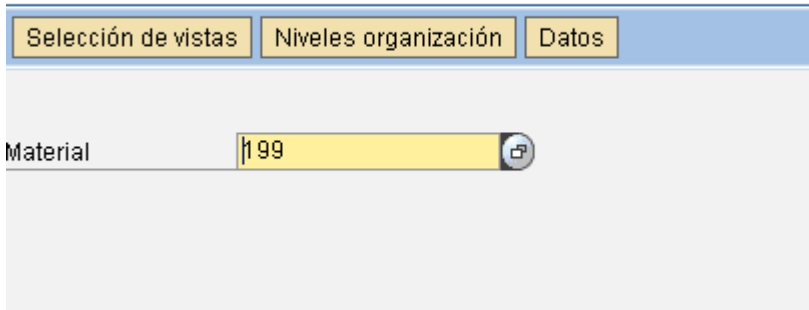 Selección de vistas Niveles organización Datos
Material 199